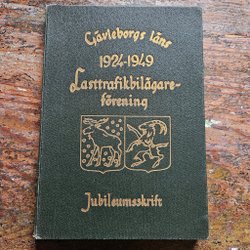 Gävleborgs läns
1924-1949
Lasttrafikbilägare-
förening
Jubileumsskrift